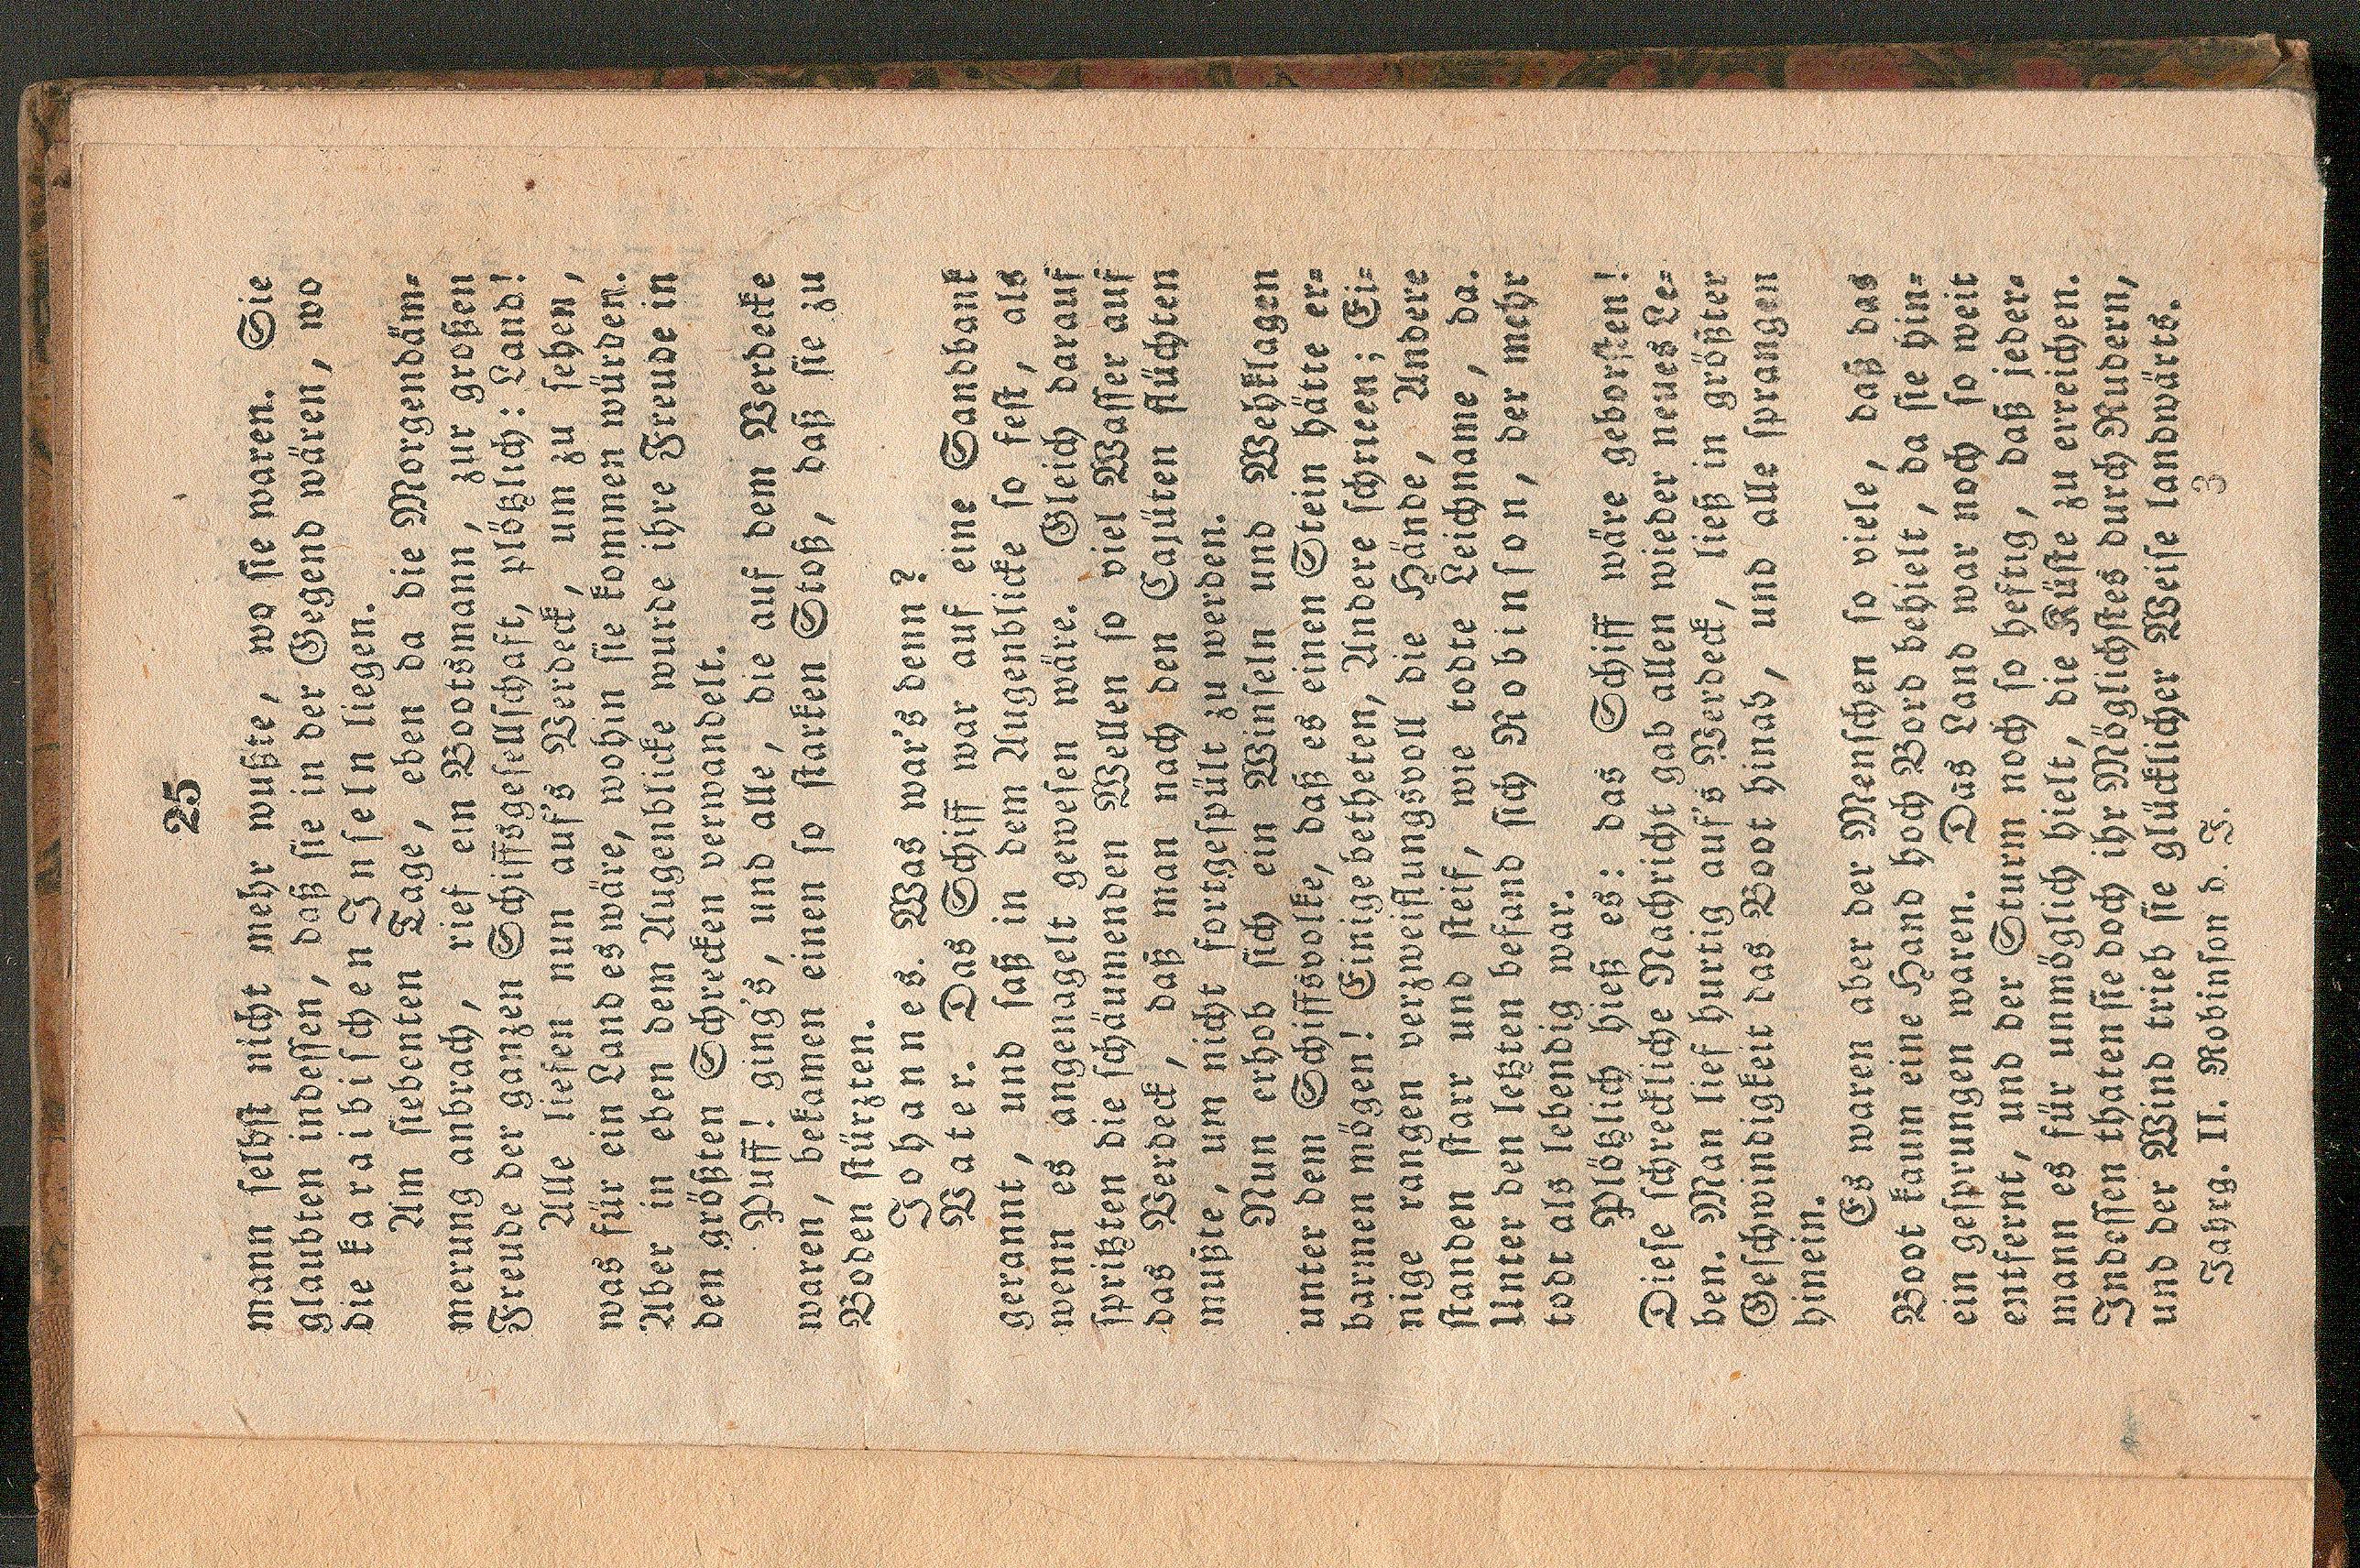 25
mann selbst nicht mehr wußte, wo sie waren. Sie
glaubten indessen, daß sie in der Gegend wären, wo
die karaibischen Inseln liegen.
Am siebenten Tage, eben da die Morgendäm-
merung anbrach, rief ein Bootsmann, zur großen
Freude der ganzen Schiffsgesellschaft, plötzlich: Land!
Alle liefen nun auf's Werdeck, um zu sehen,
was für ein Land es wäre, wohin sie kommen würden.
Aber in eben dem Augenblicke wurde ihre Freude in
den größten Schrecken verwandelt.
Puff! ging's, und alle, die auf dem Werdecke
waren, bekamen einen so starken Stoß, daß sie zu
Boden stürzten.
Johannes. Was war's denn?
Vater. Das Schiff war auf eine Sandbank
gerannt, und saß in dem Augenblicke so fest, als
wenn es angenagelt gewesen wäre. Gleich darauf
spritzten die schäumenden Wellen so viel Wasser auf
das Werdeck, daß man nach den Cajüten flüchten
mußte, um nicht fortgespült zu werden.
Nun erhob sich ein Winseln und Wehklagen
unter dem Schiffsvolke, daß es einen Stein hätte er-
barmen mögen! Einige betheten, Andere schrieen; Ei-
nige rangen verzweiflungsvoll die Hände, Andere
standen starr und steif, wie todte Leichname, da.
Unter den letzten befand sich Robinson, der mehr
todt als lebendig war.
Plötzlich hieß es: das Schiff wäre geborsten!
Diese schreckliche Nachricht gab allen wieder neues Le-
ben. Man lief hurtig auf's Werdeck, ließ in größter
Geschwindigkeit das Boot hinab, und alle sprangen
hinein.
Es waren aber der Menschen so viele, daß das
Boot kaum eine Hand hoch Bord behielt, da sie hin-
ein gesprungen waren. Das Land war noch so weit
entfernt, und der Sturm noch so heftig, daß jeder-
mann es für unmöglich hielt, die Küste zu erreichen.
Indessen thaten sie doch ihr Möglichstes durch Rudern,
und der Wind trieb sie glücklicher Weise landwärts.
Jahrg. II. Robinson d. J. 3